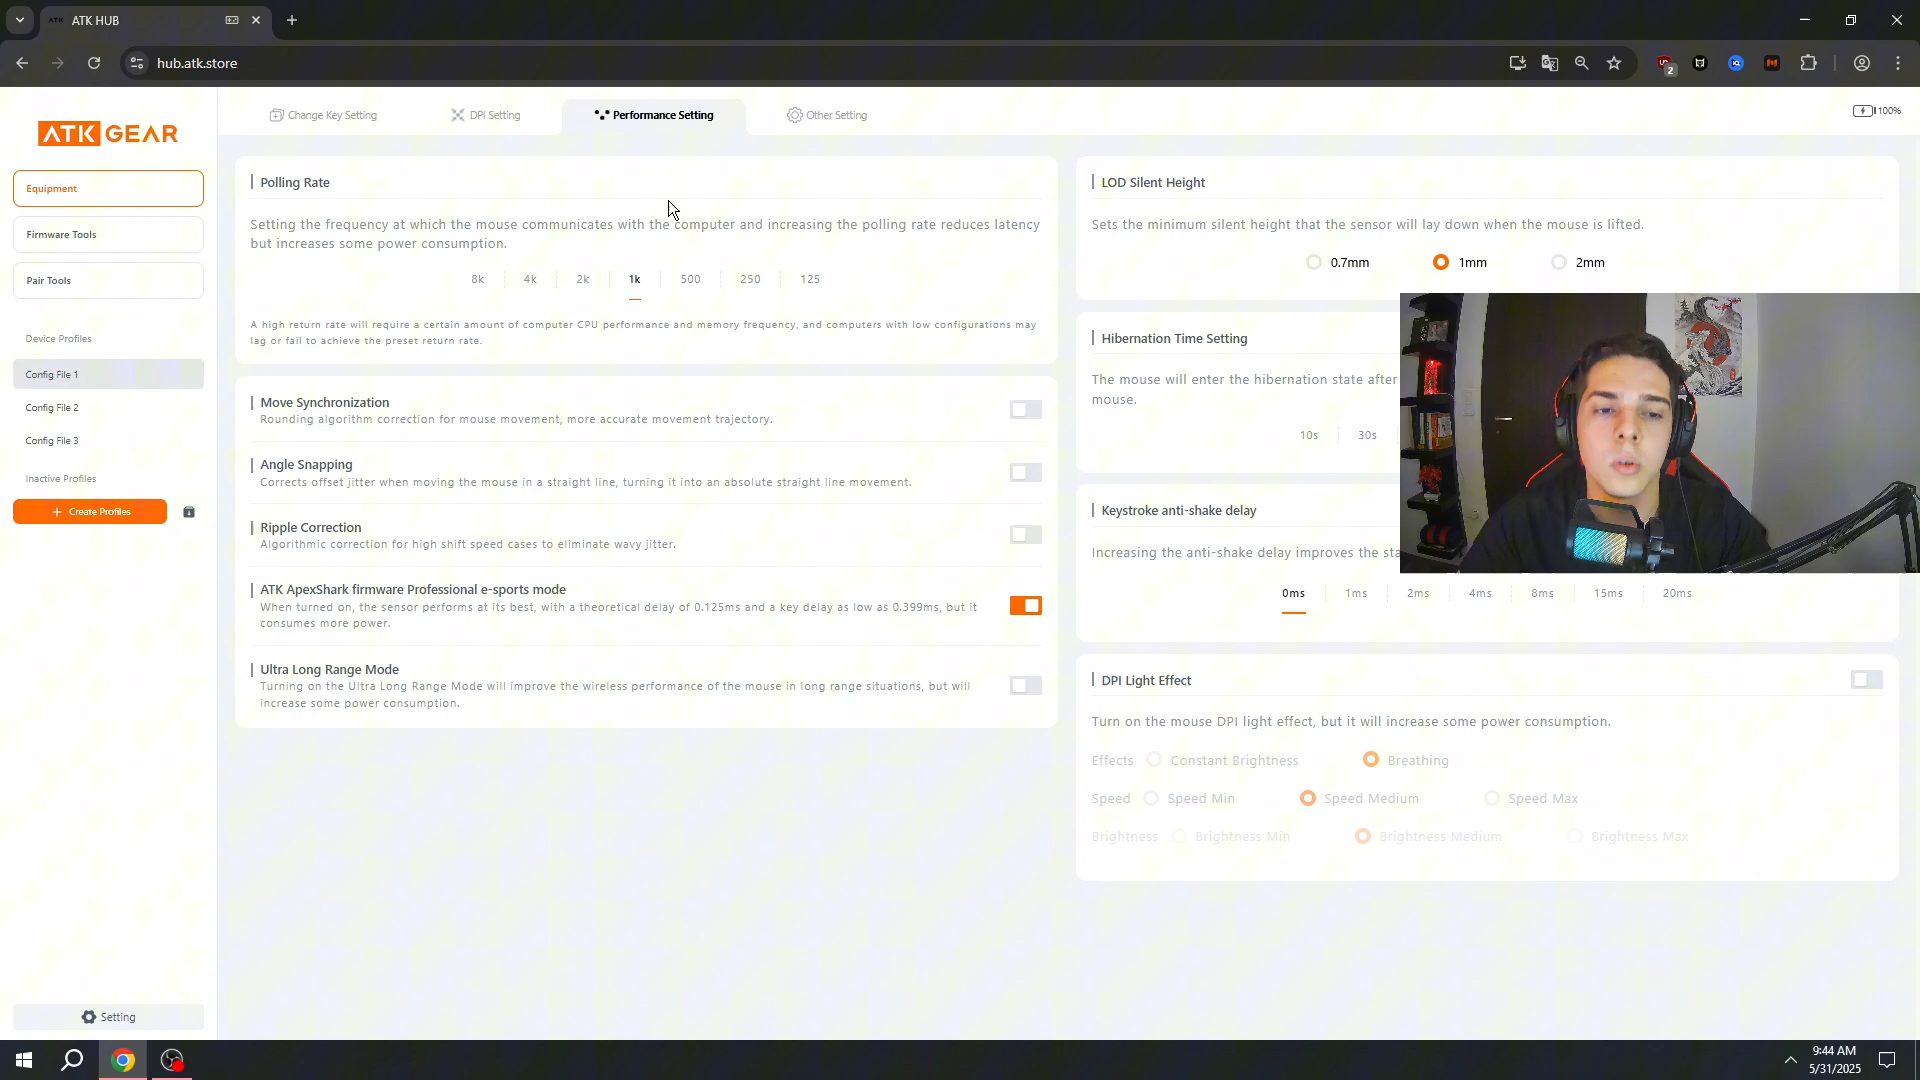 ATK HUB
hub.atk.store
2
ATK GEAR
Equipment
Firmware Tools
Pair Tools
Device Profiles
Config File 1
Config File 2
Config File 3
Inactive Profiles
+ Create Profiles
Setting
Change Key Setting
DPI Setting
Performance Setting
Other Setting
100%
Polling Rate
Setting the frequency at which the mouse communicates with the computer and increasing the polling rate reduces latency
but increases some power consumption.
8k 4k 2k 1k 500 250 125
A high return rate will require a certain amount of computer CPU performance and memory frequency, and computers with low configurations may
lag or fail to achieve the preset return rate.
Move Synchronization
Rounding algorithm correction for mouse movement, more accurate movement trajectory.
Angle Snapping
Corrects offset jitter when moving the mouse in a straight line, turning it into an absolute straight line movement.
Ripple Correction
Algorithmic correction for high shift speed cases to eliminate wavy jitter.
ATK ApexShark firmware Professional e-sports mode
When turned on, the sensor performs at its best, with a theoretical delay of 0.125ms and a key delay as low as 0.399ms, but it
consumes more power.
Ultra Long Range Mode
Turning on the Ultra Long Range Mode will improve the wireless performance of the mouse in long range situations, but will
increase some power consumption.
LOD Silent Height
Sets the minimum silent height that the sensor will lay down when the mouse is lifted.
0.7mm 1mm 2mm
Hibernation Time Setting
The mouse will enter the hibernation state after
mouse.
10s 30s
Keystroke anti-shake delay
Increasing the anti-shake delay improves the sta
0ms 1ms 2ms 4ms 8ms 15ms 20ms
DPI Light Effect
Turn on the mouse DPI light effect, but it will increase some power consumption.
Effects Constant Brightness Breathing
Speed Speed Min Speed Medium Speed Max
Brightness Brightness Min Brightness Medium Brightness Max
9:44 AM
5/31/2025